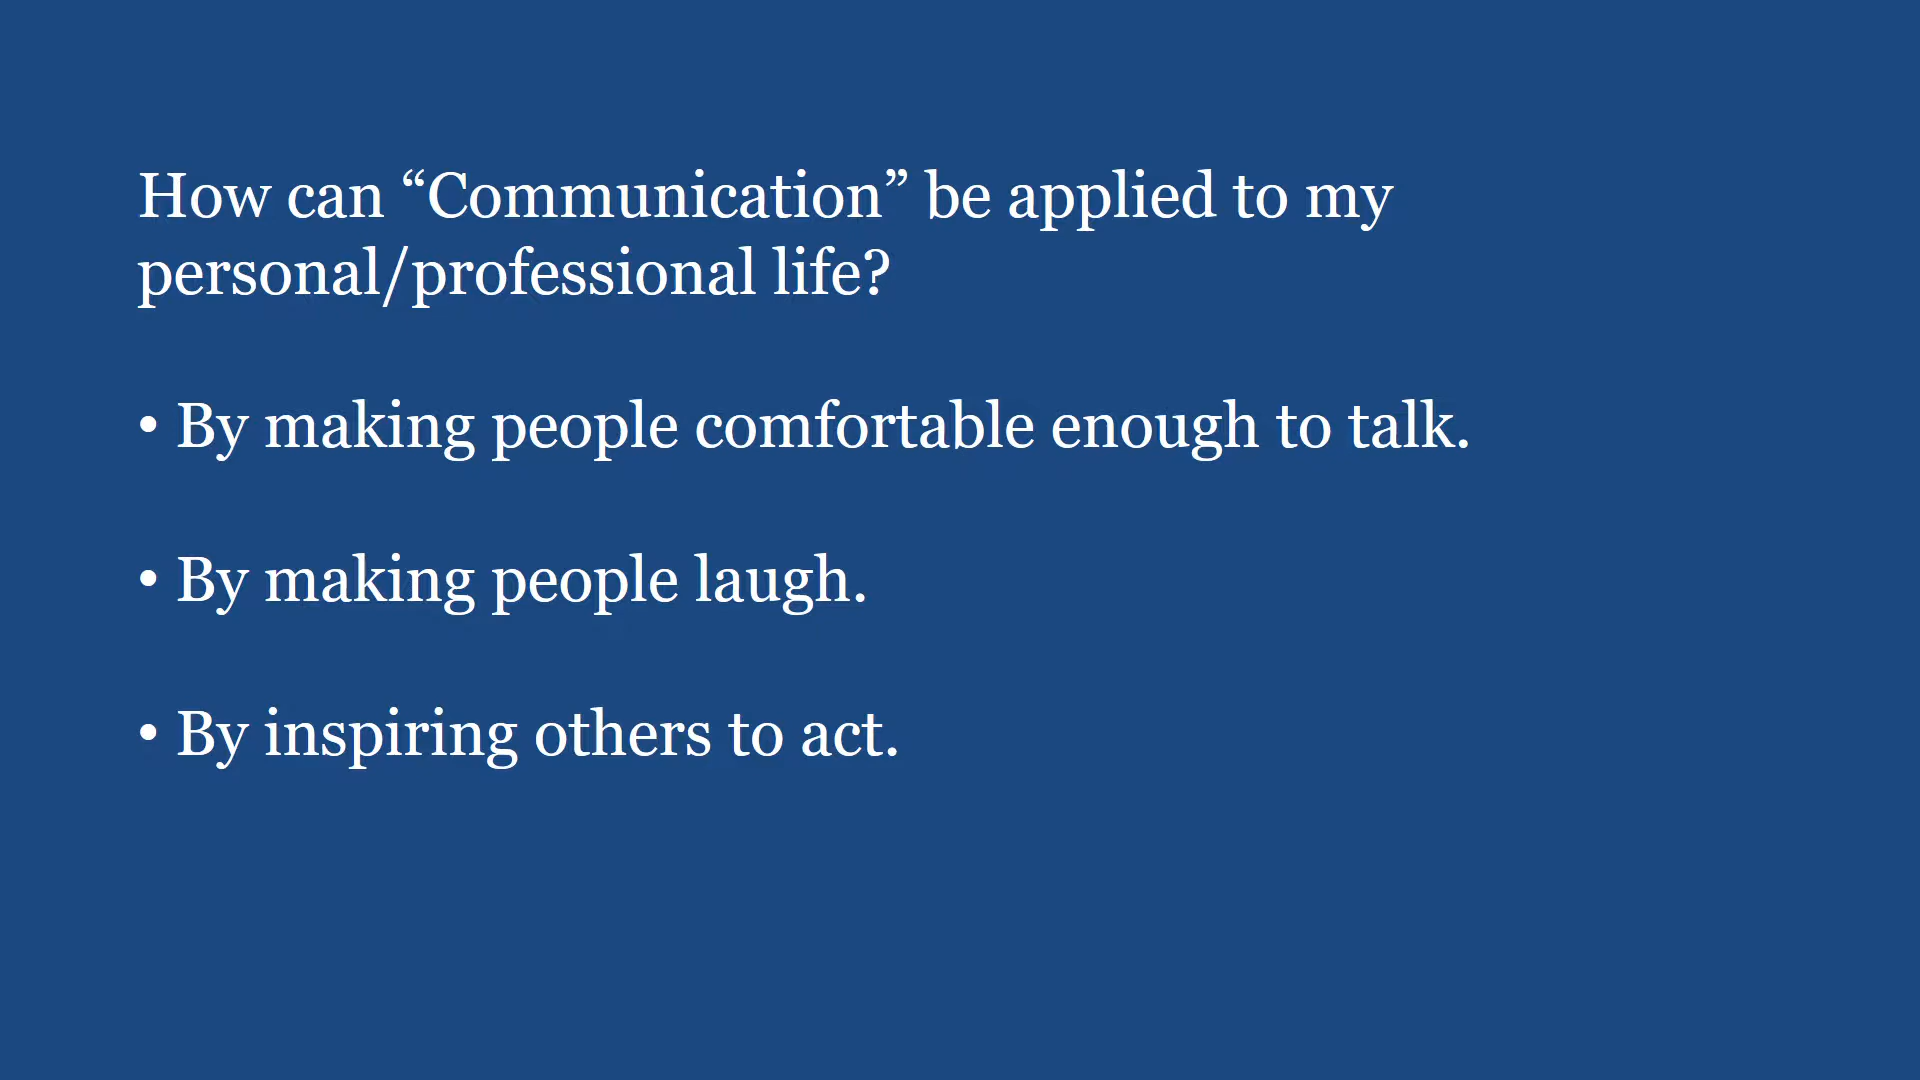 How can “Communication” be applied to my
personal/professional life?
• By making people comfortable enough to talk.
• By making people laugh.
• By inspiring others to act.